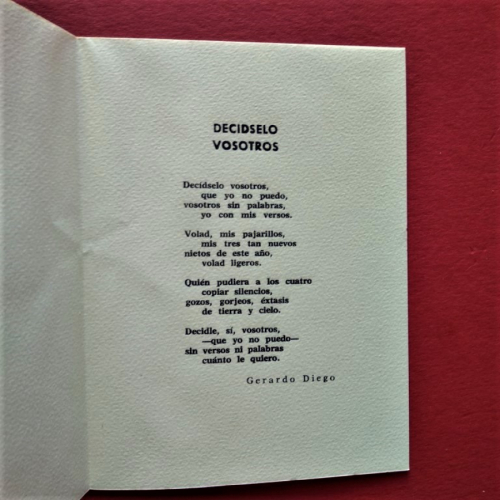 DECIDSELO
VOSOTROS
Decídselo vosotros,
que yo no puedo,
vosotros sin palabras,
yo con mis versos.
Volad, mis pajarillos,
mis tres tan nuevos
nietos de este año,
volad ligeros.
Quién pudiera a los cuatro
copiar silencios,
gozos, gorjeos, éxtasis
de tierra y cielo.
Decidle, sí, vosotros,
—que yo no puedo—
sin versos ni palabras
cuánto le quiero.
Gerardo Diego